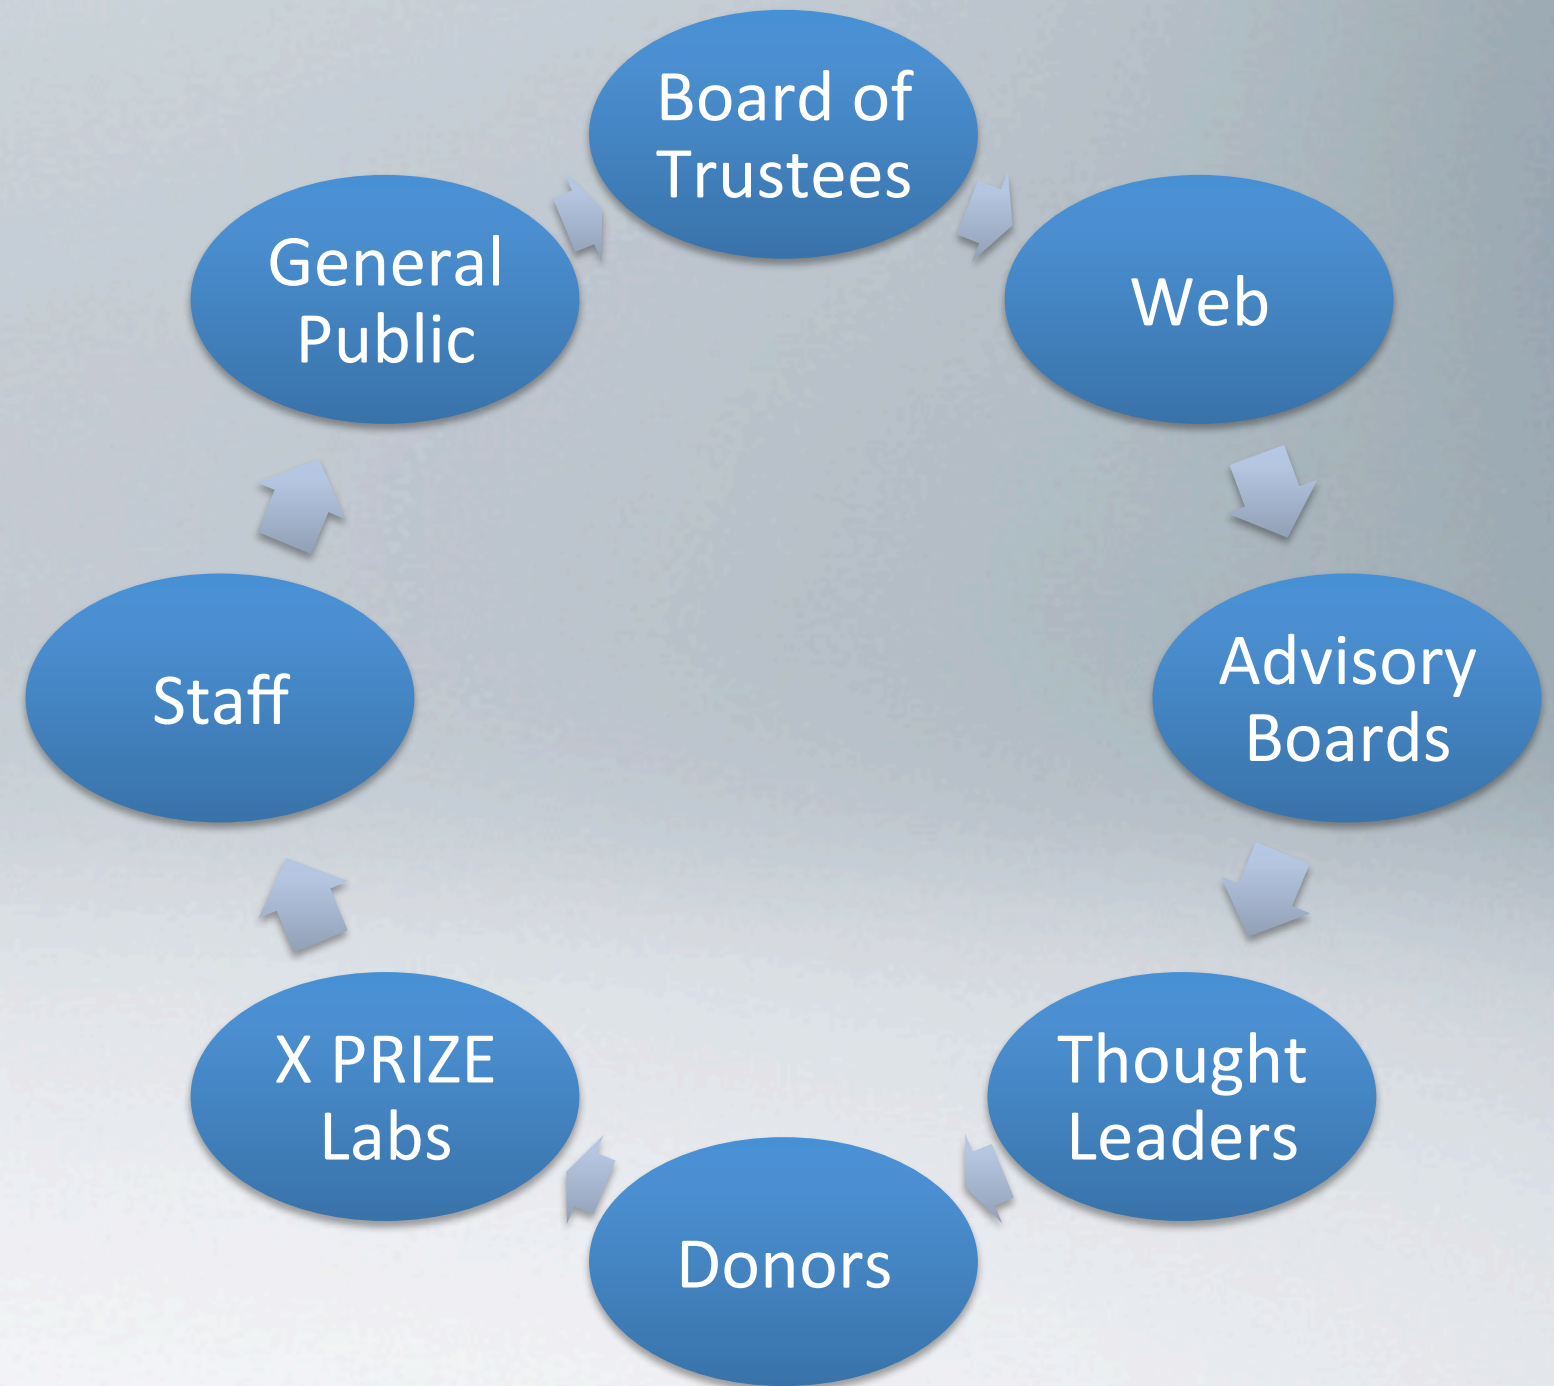 Board of
Trustees
Web
Advisory
Boards
Thought
Leaders
Donors
X PRIZE
Labs
Staff
General
Public